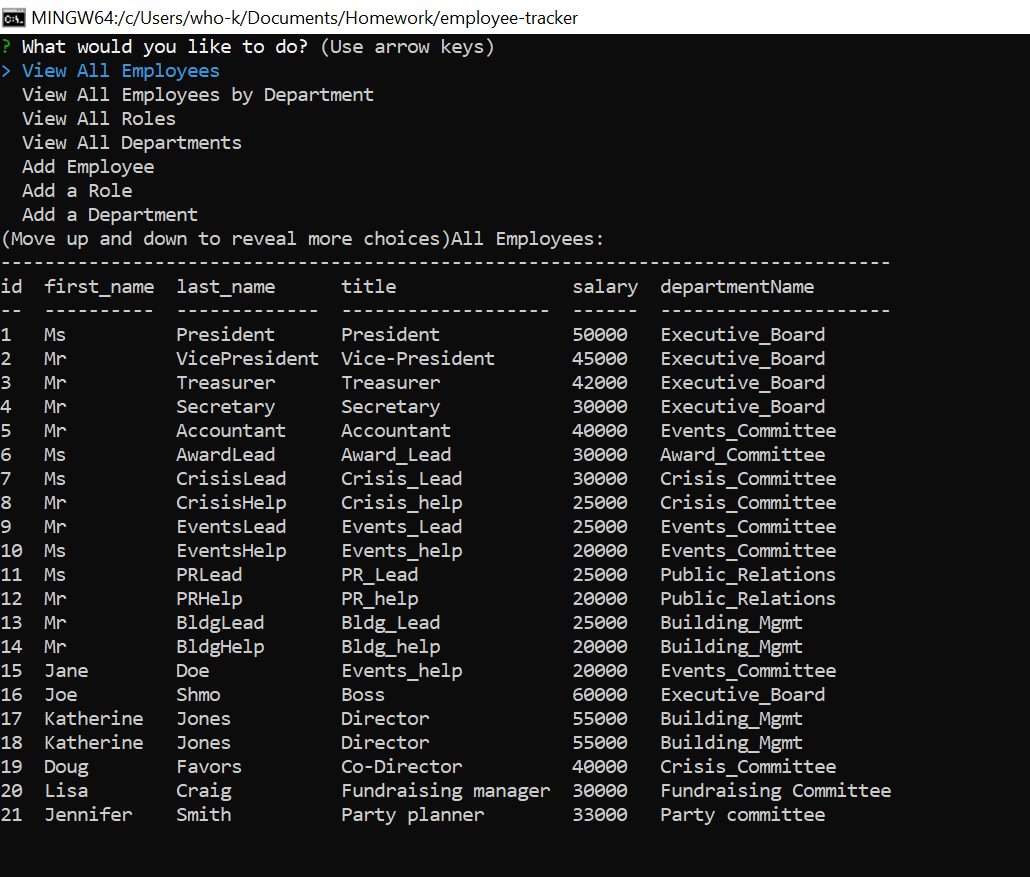 MINGW64:/c/Users/who-k/Documents/Homework/employee-tracker
? What would you like to do? (Use arrow keys)
> View All Employees
  View All Employees by Department
  View All Roles
  View All Departments
  Add Employee
  Add a Role
  Add a Department
(Move up and down to reveal more choices)All Employees:
---------------------------------------------------------------------------------
id  first_name  last_name      title                salary  departmentName
--  ----------  -------------  -------------------  ------  ---------------------
1   Ms          President      President            50000   Executive_Board
2   Mr          VicePresident  Vice-President       45000   Executive_Board
3   Mr          Treasurer      Treasurer            42000   Executive_Board
4   Mr          Secretary      Secretary            30000   Executive_Board
5   Mr          Accountant     Accountant           40000   Events_Committee
6   Ms          AwardLead      Award_Lead           30000   Award_Committee
7   Ms          CrisisLead     Crisis_Lead          30000   Crisis_Committee
8   Mr          CrisisHelp     Crisis_help          25000   Crisis_Committee
9   Mr          EventsLead     Events_Lead          25000   Events_Committee
10  Ms          EventsHelp     Events_help          20000   Events_Committee
11  Ms          PRLead         PR_Lead              25000   Public_Relations
12  Mr          PRHelp         PR_help              20000   Public_Relations
13  Mr          BldgLead       Bldg_Lead            25000   Building_Mgmt
14  Mr          BldgHelp       Bldg_help            20000   Building_Mgmt
15  Jane        Doe            Events_help          20000   Events_Committee
16  Joe         Shmo           Boss                 60000   Executive_Board
17  Katherine   Jones          Director             55000   Building_Mgmt
18  Katherine   Jones          Director             55000   Building_Mgmt
19  Doug        Favors         Co-Director          40000   Crisis_Committee
20  Lisa        Craig          Fundraising manager  30000   Fundraising Committee
21  Jennifer    Smith          Party planner        33000   Party committee